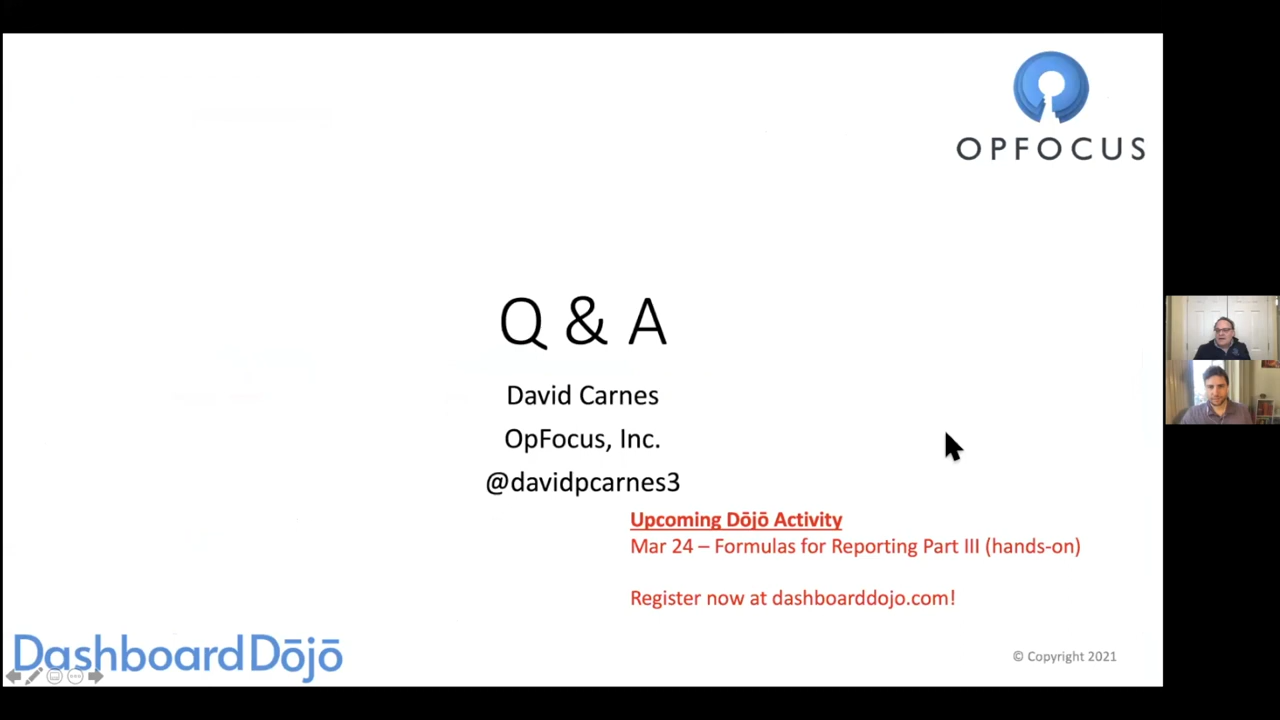 OPFOCUS
Q & A
David Carnes
OpFocus, Inc.
@davidpcarnes3
Upcoming Dōjō Activity
Mar 24 – Formulas for Reporting Part III (hands-on)
Register now at dashboarddojo.com!
DashboardDōjō
© Copyright 2021